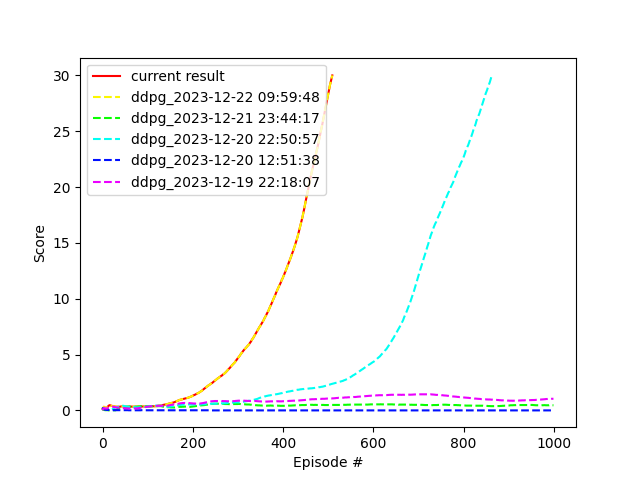 current result
ddpg_2023-12-22 09:59:48
ddpg_2023-12-21 23:44:17
ddpg_2023-12-20 22:50:57
ddpg_2023-12-20 12:51:38
ddpg_2023-12-19 22:18:07
30
25
20
15
10
5
0
Score
0 200 400 600 800 1000
Episode #